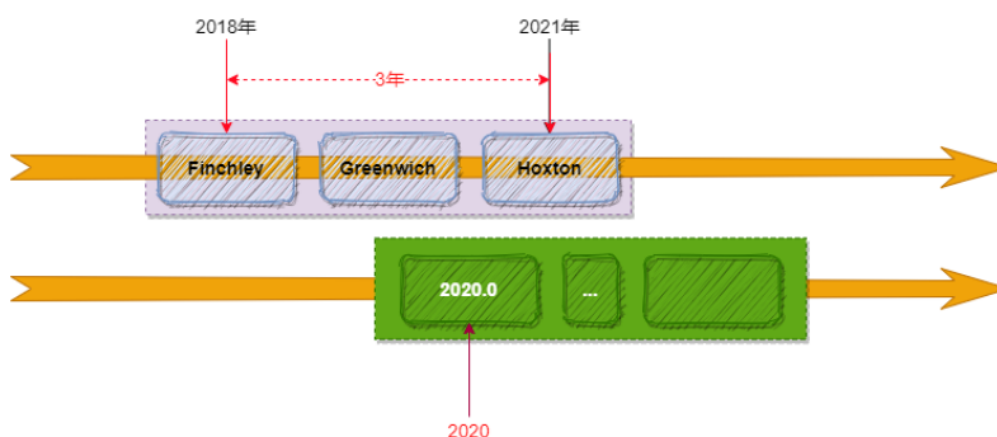 2018年
2021年
3年
Finchley
Greenwich
Hoxton
2020.0
...
2020